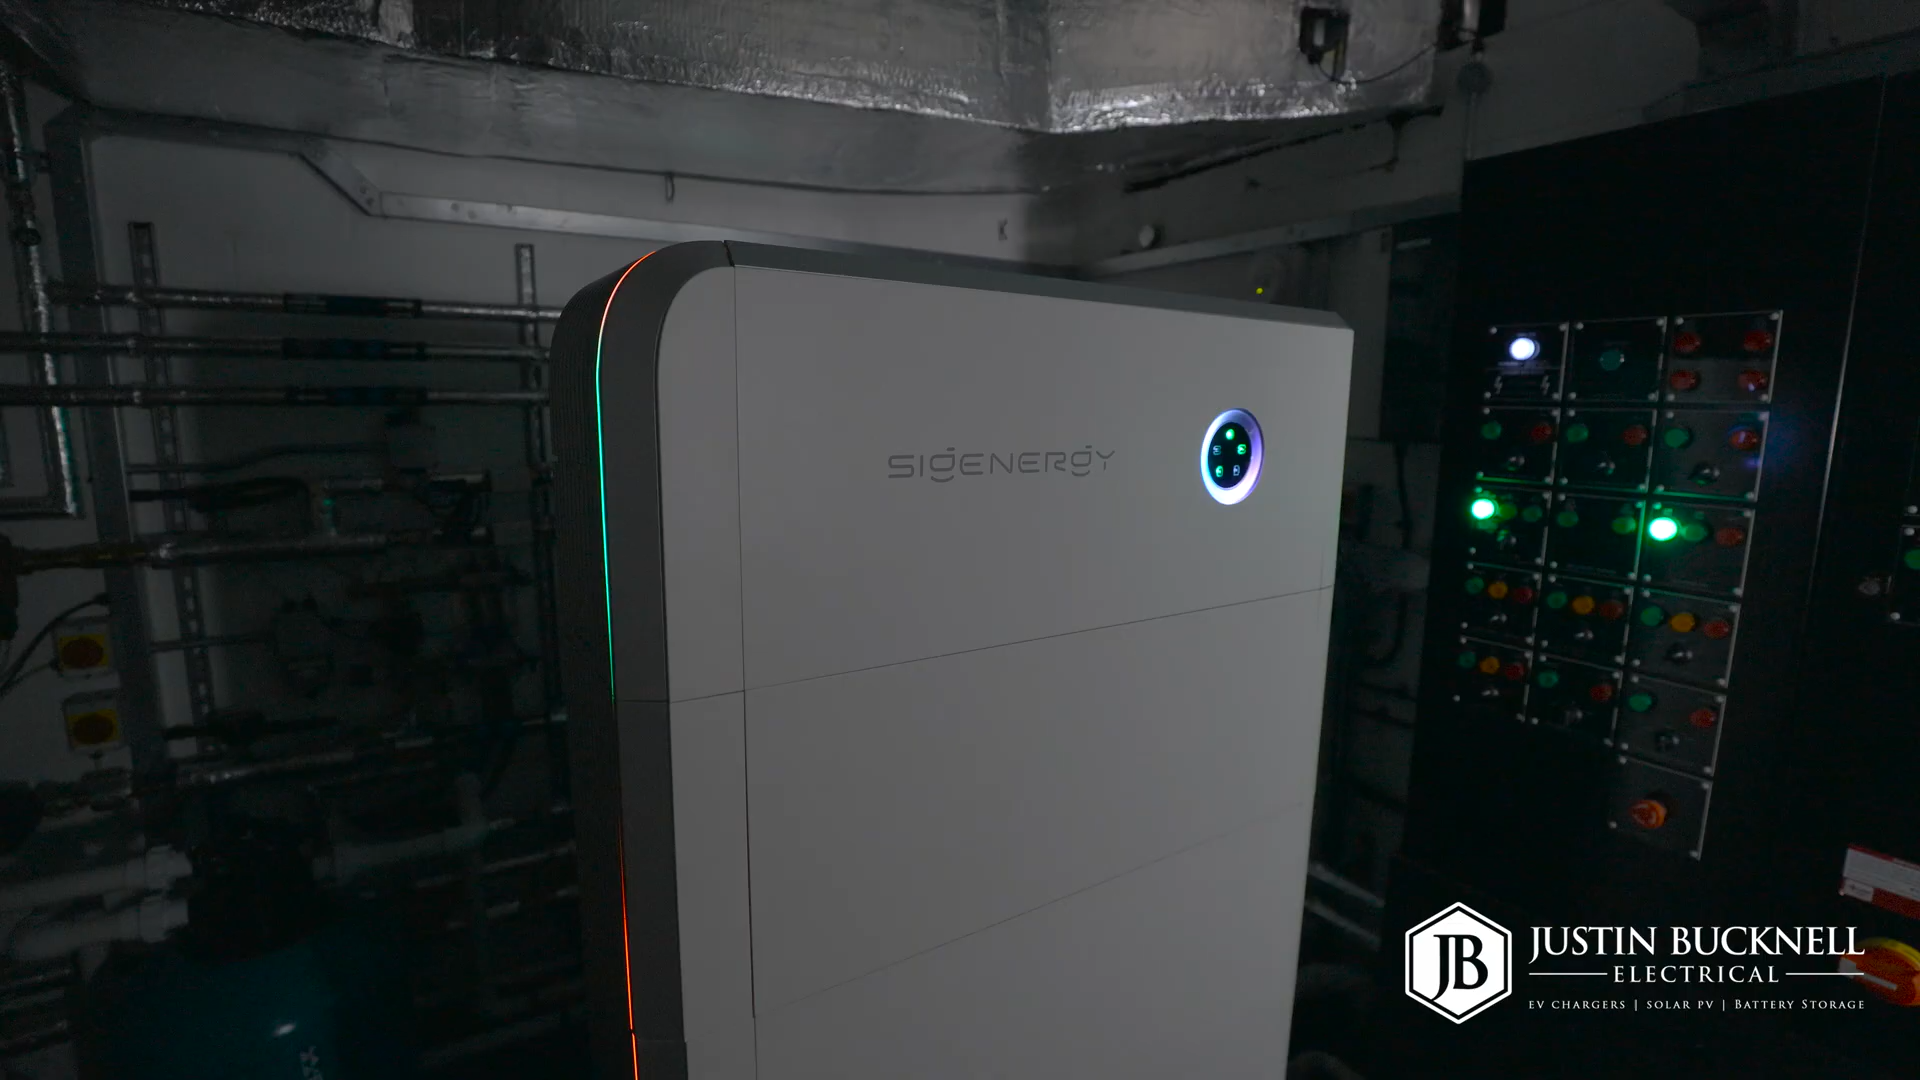 SIGENERGY
JB
JUSTIN BUCKNELL
ELECTRICAL
EV CHARGERS | SOLAR PV | BATTERY STORAGE